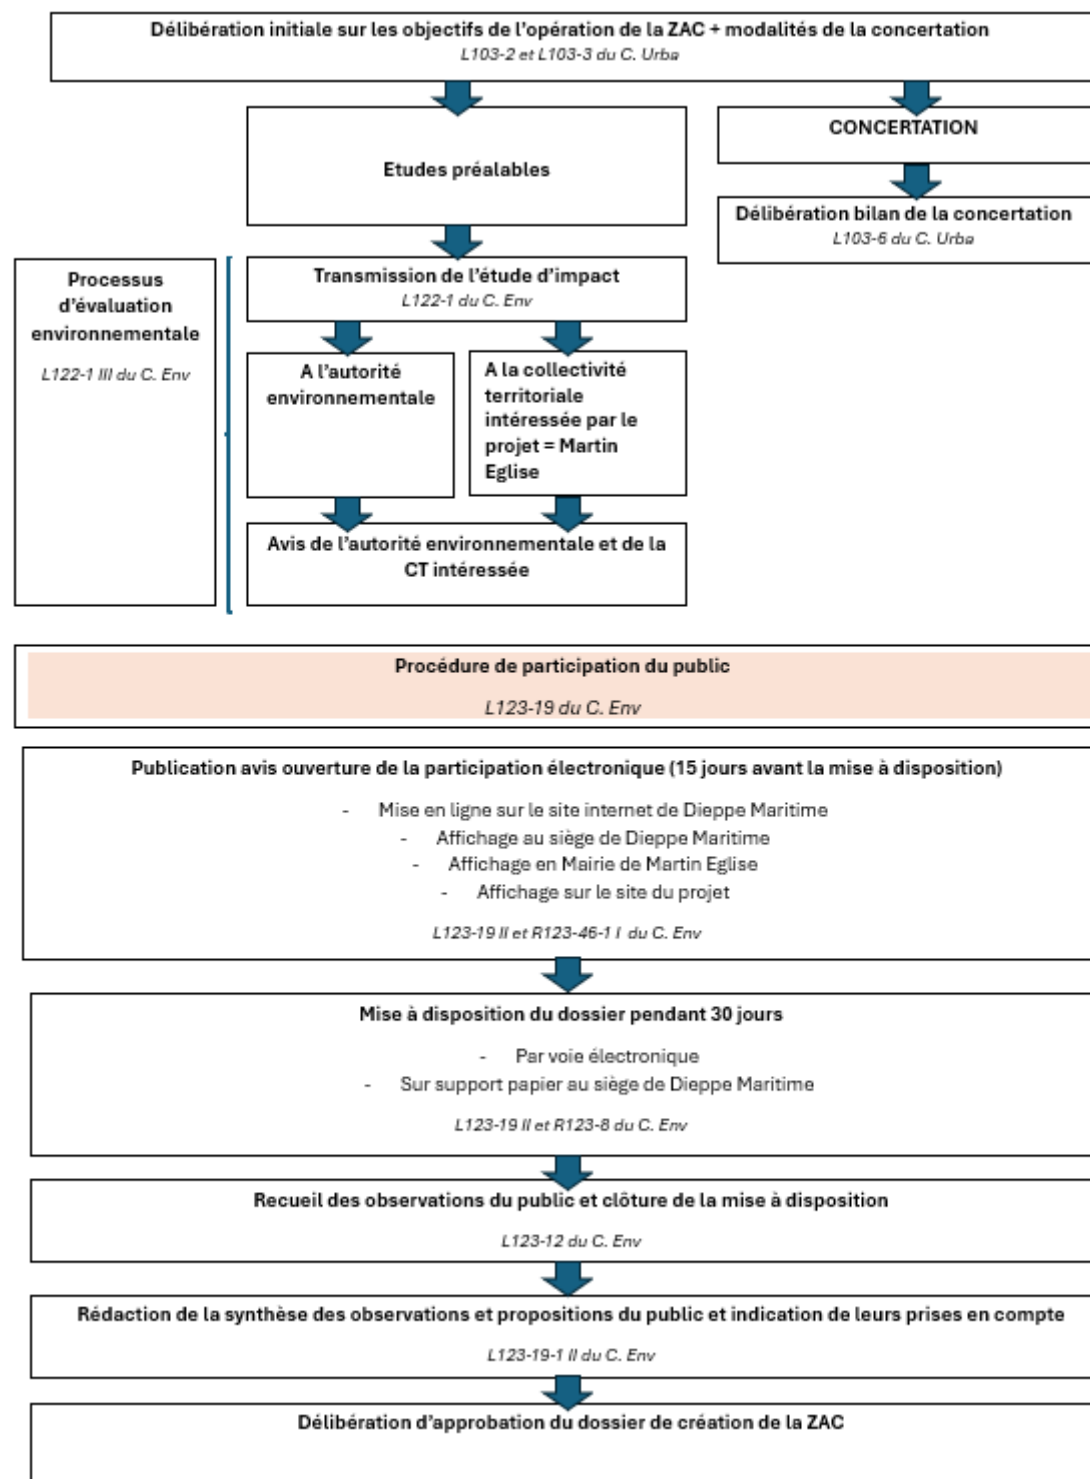 Délibération initiale sur les objectifs de l'opération de la ZAC + modalités de la concertation
L103-2 et L103-3 du C. Urba
Etudes préalables
CONCERTATION
Délibération bilan de la concertation
L103-6 du C. Urba
Processus
d'évaluation
environnementale
L122-1 III du C. Env
Transmission de l'étude d'impact
L122-1 du C. Env
A l'autorité
environnementale
A la collectivité
territoriale
intéressée par le
projet = Martin
Eglise
Avis de l'autorité environnementale et de la
CT intéressée
Procédure de participation du public
L123-19 du C. Env
Publication avis ouverture de la participation électronique (15 jours avant la mise à disposition)
- Mise en ligne sur le site internet de Dieppe Maritime
- Affichage au siège de Dieppe Maritime
- Affichage en Mairie de Martin Eglise
- Affichage sur le site du projet
L123-19 II et R123-46-1 I du C. Env
Mise à disposition du dossier pendant 30 jours
- Par voie électronique
- Sur support papier au siège de Dieppe Maritime
L123-19 II et R123-8 du C. Env
Recueil des observations du public et clôture de la mise à disposition
L123-12 du C. Env
Rédaction de la synthèse des observations et propositions du public et indication de leurs prises en compte
L123-19-1 II du C. Env
Délibération d'approbation du dossier de création de la ZAC